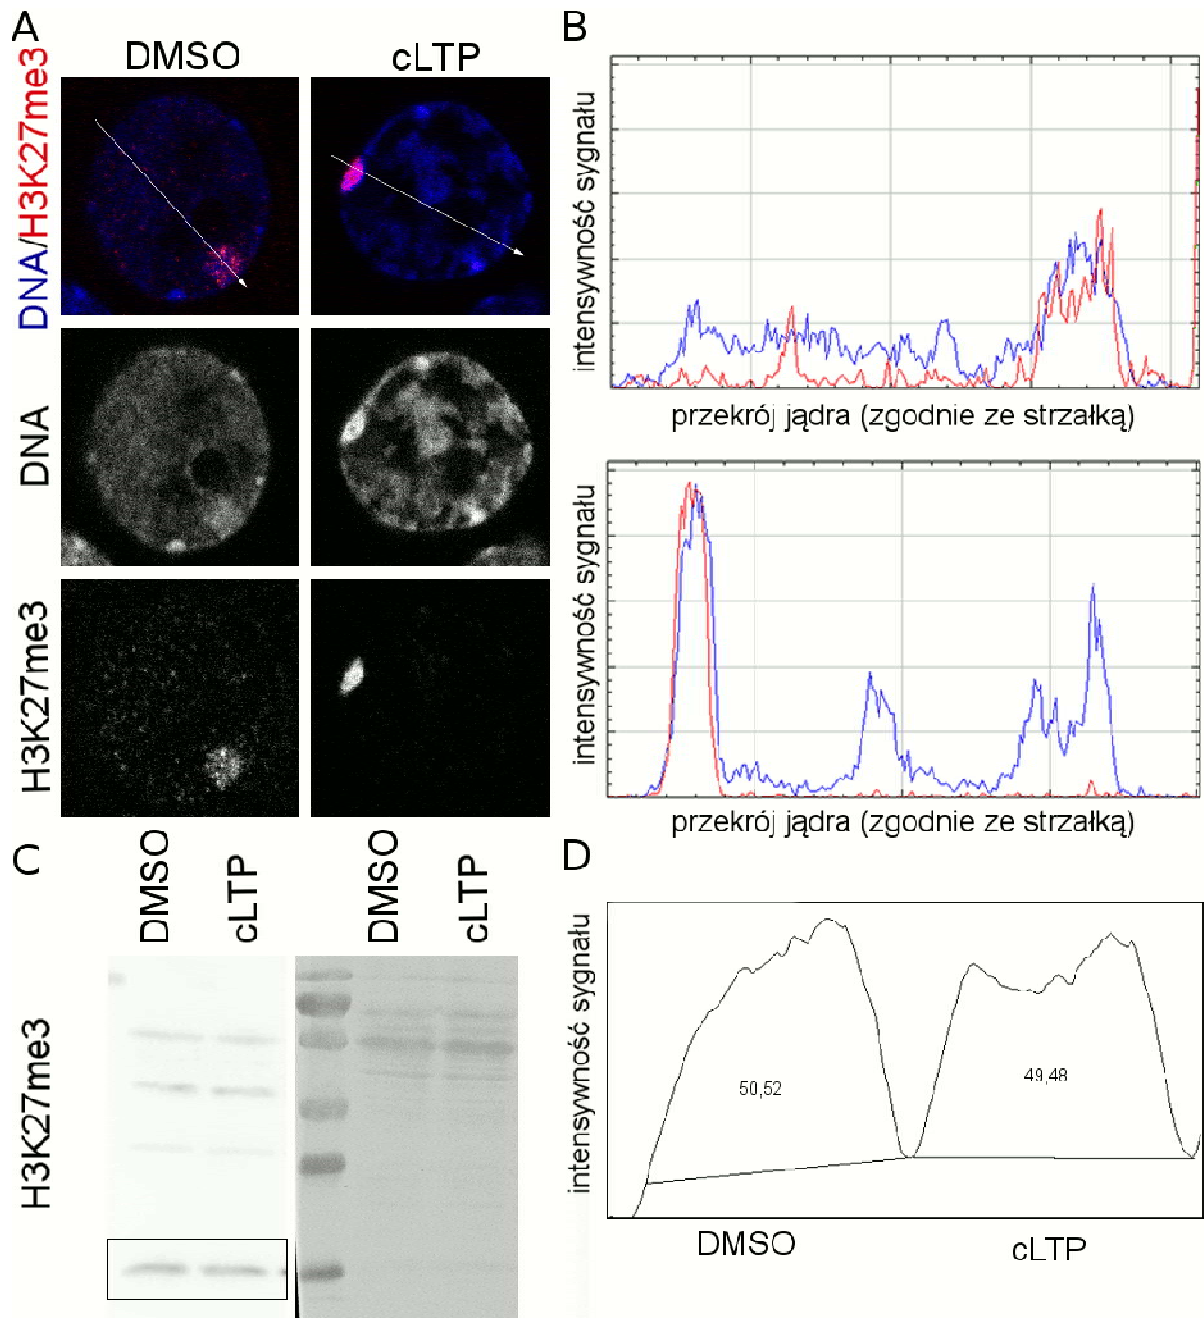 A
DMSO
cLTP
DNA/H3K27me3
DNA
H3K27me3
B
intensywność sygnału
przekrój jądra (zgodnie ze strzałką)
intensywność sygnału
przekrój jądra (zgodnie ze strzałką)
C
DMSO
cLTP
DMSO
cLTP
H3K27me3
D
intensywność sygnału
50,52
49,48
DMSO
cLTP